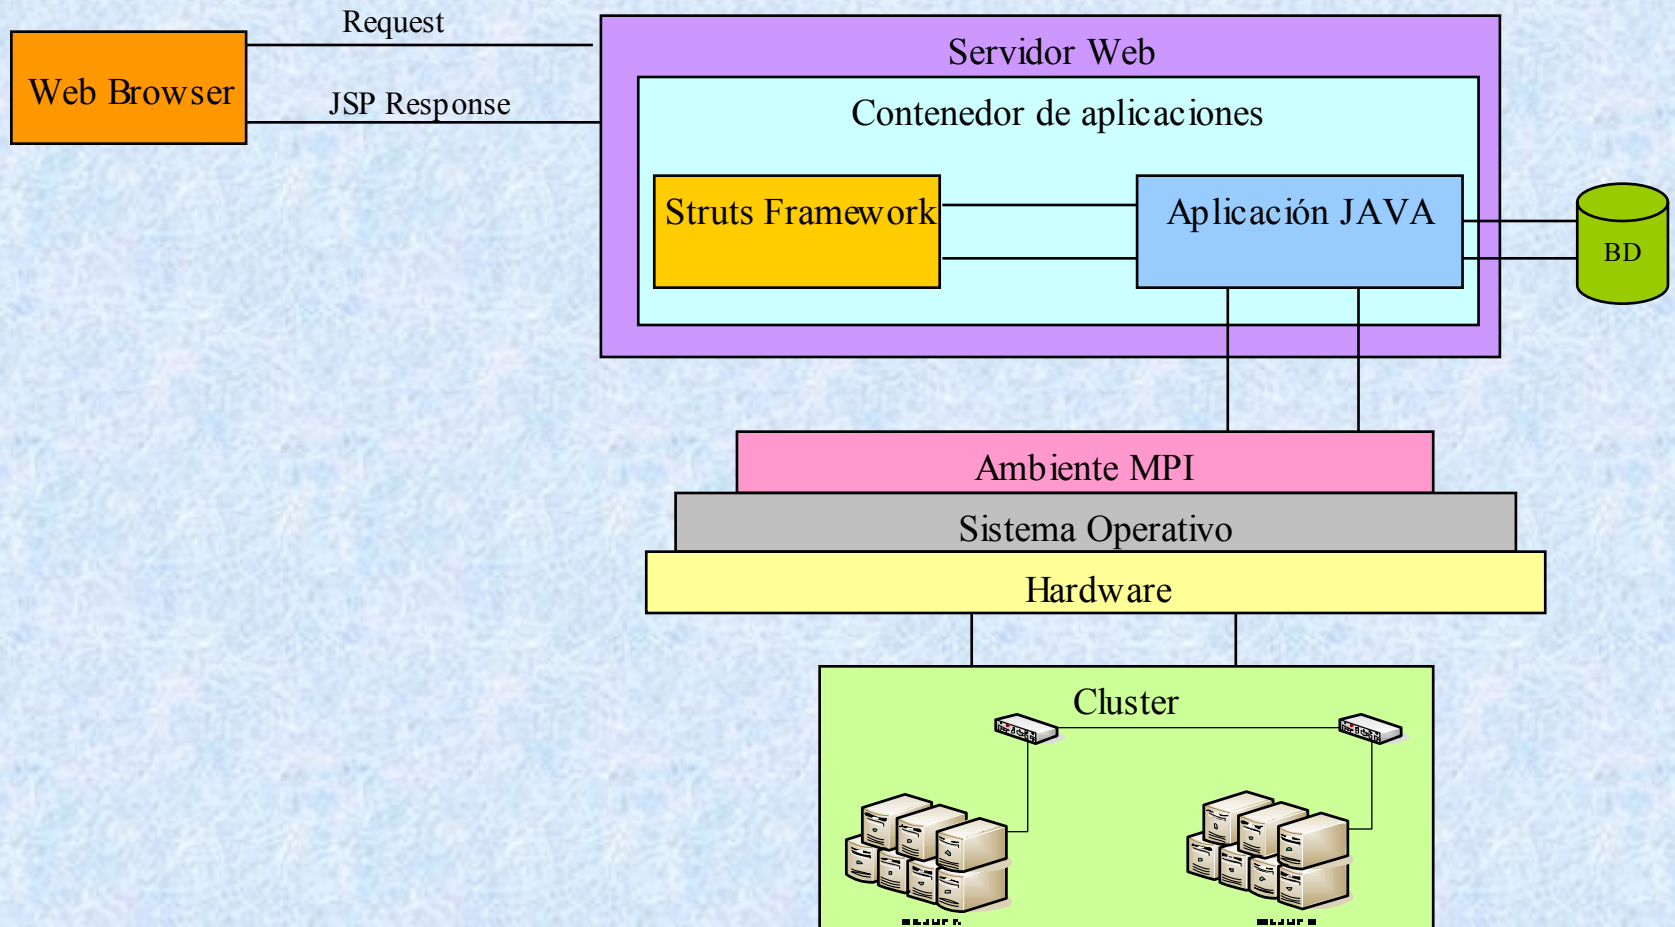 Request
Servidor Web
Web Browser
JSP Response
Contenedor de aplicaciones
Struts Framework
Aplicación JAVA
BD
Ambiente MPI
Sistema Operativo
Hardware
Cluster